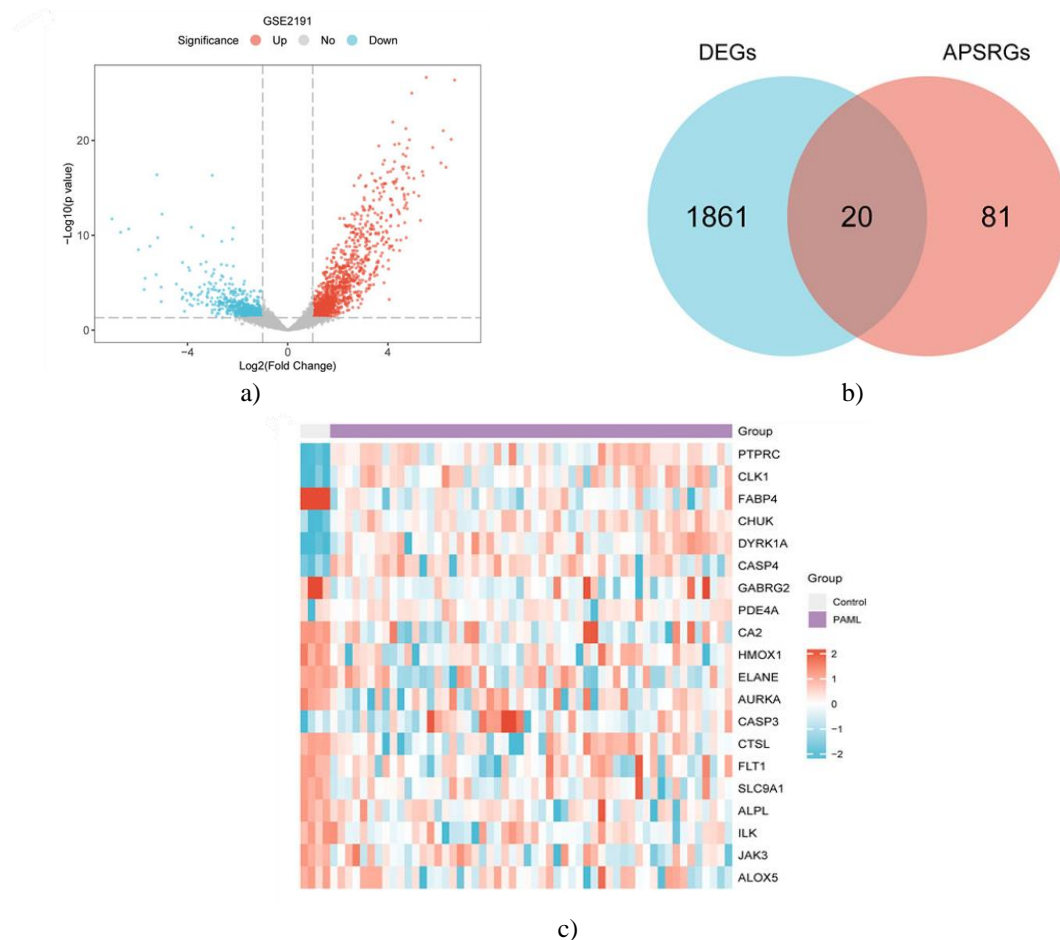 GSE2191
Significance Up No Down
20
10
0
−Log10(p value)
−4 0 4
Log2(Fold Change)
a)
DEGs APSRGs
1861 20 81
b)
Group
PTPRC
CLK1
FABP4
CHUK
DYRK1A
CASP4
GABRG2
PDE4A
CA2
HMOX1
ELANE
AURKA
CASP3
CTSL
FLT1
SLC9A1
ALPL
ILK
JAK3
ALOX5
Group
Control
PAML
2
1
0
−1
−2
c)